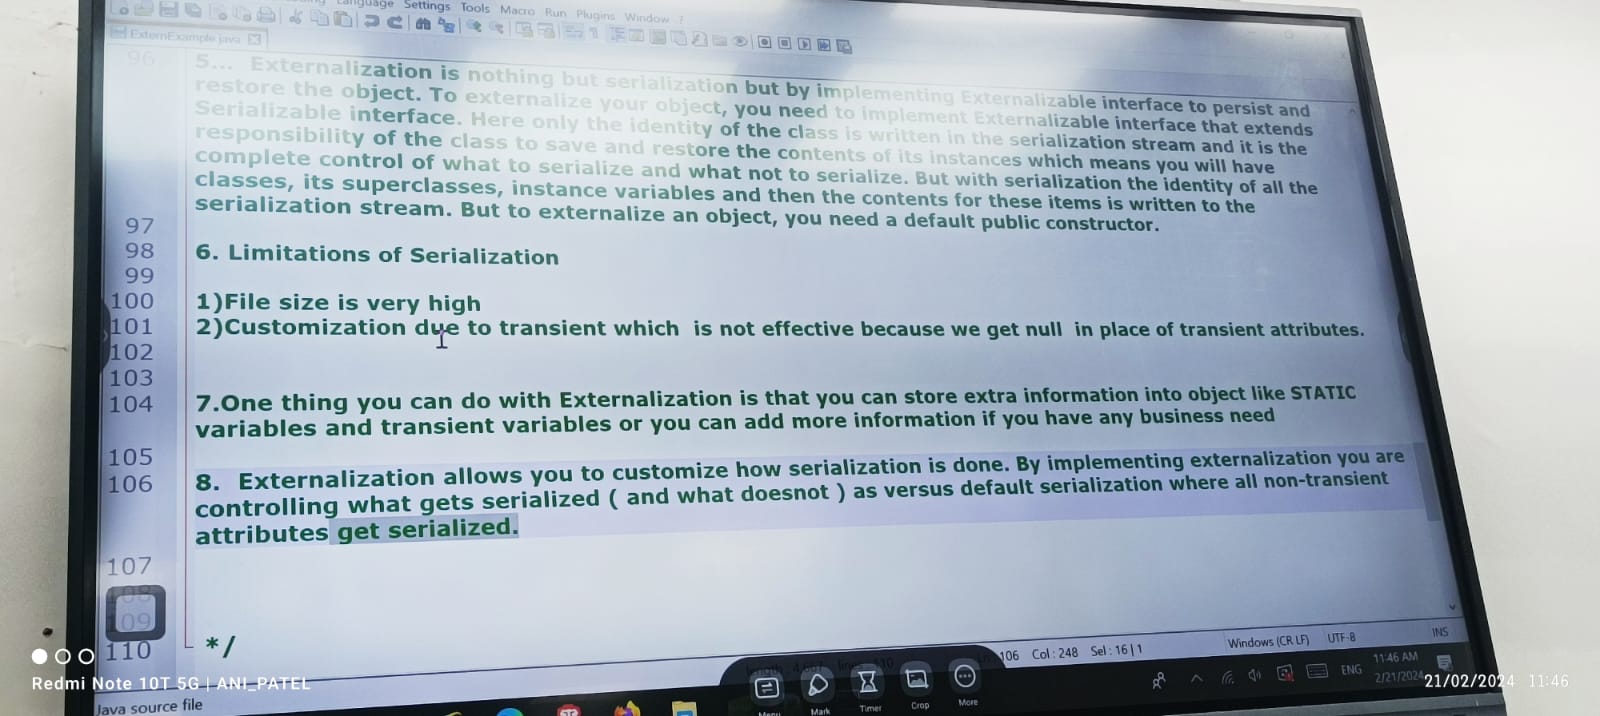 Language Settings Tools Macro Run Plugins Window ?
ExternExample.java
96
5... Externalization is nothing but serialization but by implementing Externalizable interface to persist and
restore the object. To externalize your object, you need to implement Externalizable interface that extends
Serializable interface. Here only the identity of the class is written in the serialization stream and it is the
responsibility of the class to save and restore the contents of its instances which means you will have
complete control of what to serialize and what not to serialize. But with serialization the identity of all the
classes, its superclasses, instance variables and then the contents for these items is written to the
serialization stream. But to externalize an object, you need a default public constructor.
97
98 6. Limitations of Serialization
99
100 1)File size is very high
101 2)Customization due to transient which  is not effective because we get null  in place of transient attributes.
102
103
104 7.One thing you can do with Externalization is that you can store extra information into object like STATIC
variables and transient variables or you can add more information if you have any business need
105
106 8.  Externalization allows you to customize how serialization is done. By implementing externalization you are
controlling what gets serialized ( and what doesnot ) as versus default serialization where all non-transient
attributes get serialized.
107
108
109
110 */
106 Col : 248 Sel : 16 | 1
Windows (CR LF) UTF-8 INS
Java source file
Menu Mark Timer Crop More
ENG
11:46 AM
2/21/2024
Redmi Note 10T 5G | ANI_PATEL
21/02/2024 11:46